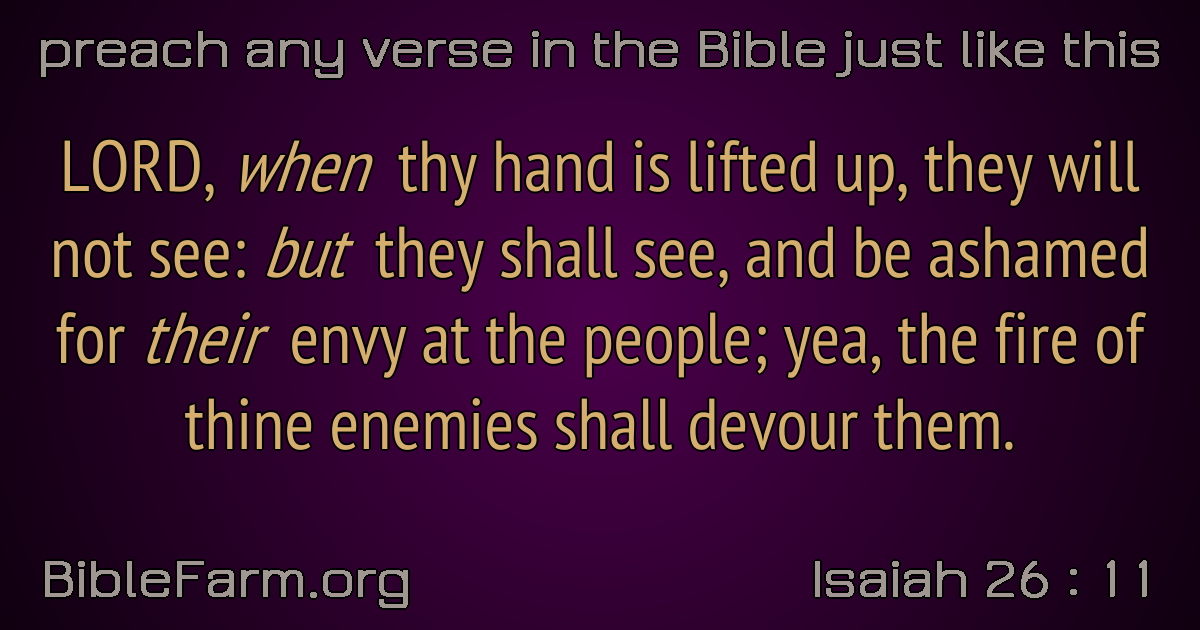 preach any verse in the Bible just like this
LORD, when thy hand is lifted up, they will
not see: but they shall see, and be ashamed
for their envy at the people; yea, the fire of
thine enemies shall devour them.
BibleFarm.org
Isaiah 26 : 11